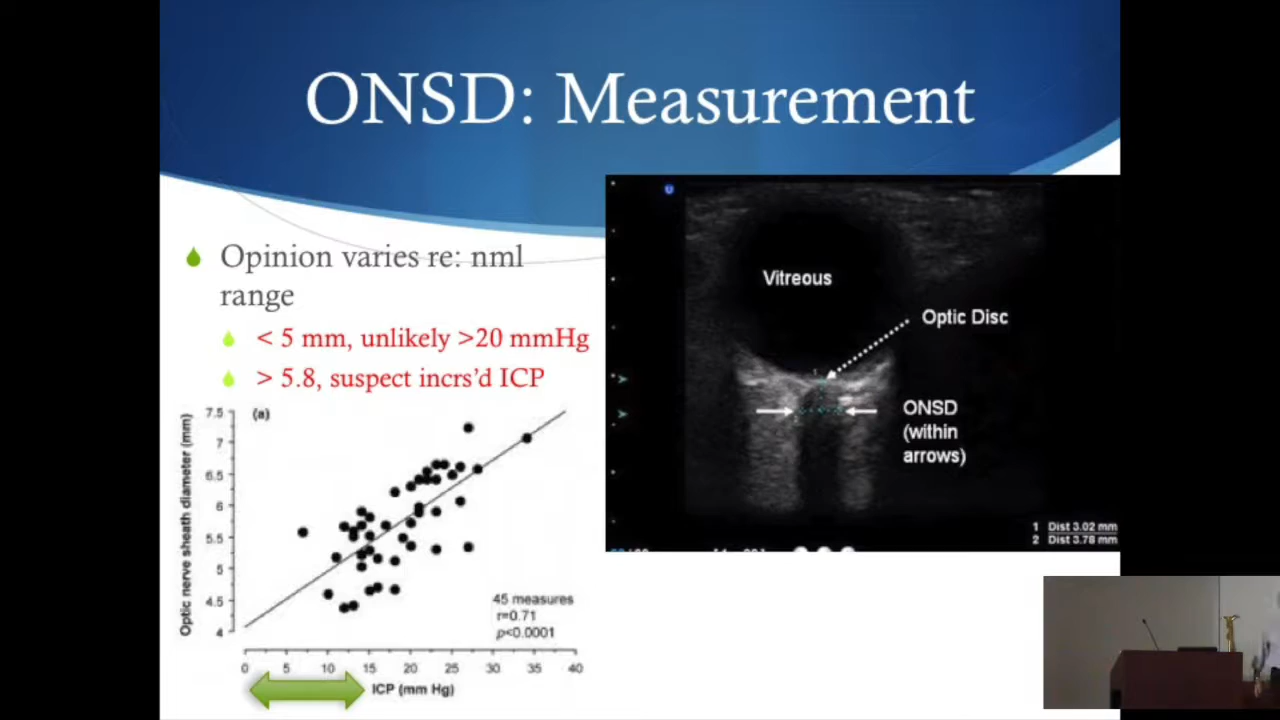 ONSD: Measurement
Opinion varies re: nml
range
< 5 mm, unlikely >20 mmHg
> 5.8, suspect incrs'd ICP
Vitreous
Optic Disc
ONSD
(within
arrows)
1 Dist 3.02 mm
2 Dist 3.78 mm
(a)
Optic nerve sheath diameter (mm)
7.5
7
6.5
6
5.5
5
4.5
4
45 measures
r=0.71
p<0.0001
0 5 10 15 20 25 30 35 40
ICP (mm Hg)